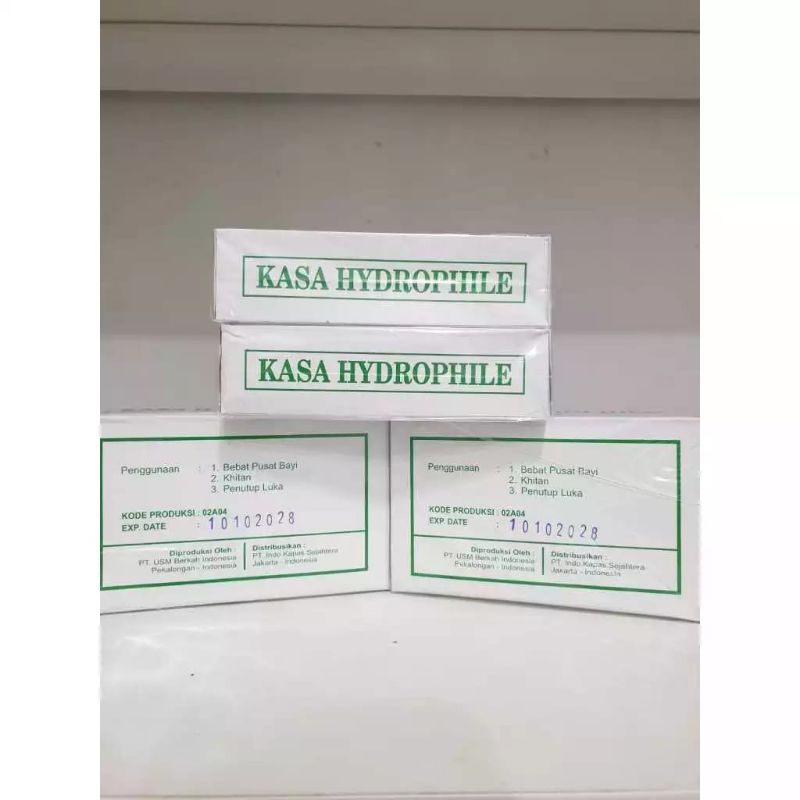 KASA HYDROPHILE
KASA HYDROPHILE
Penggunaan : 1. Bebat Pusat Bayi
2. Khitan
3. Penutup Luka
KODE PRODUKSI : 02A04
EXP. DATE : 10102028
Diproduksi Oleh :
PT. USM Berkah Indonesia
Pekalongan - Indonesia
Distribusikan :
PT. Indo Kapas Sejahtera
Jakarta - Indonesia
Penggunaan : 1. Bebat Pusat Bayi
2. Khitan
3. Penutup Luka
KODE PRODUKSI : 02A04
EXP. DATE : 10102028
Diproduksi Oleh :
PT. USM Berkah Indonesia
Pekalongan - Indonesia
Distribusikan :
PT. Indo Kapas Sejahtera
Jakarta - Indonesia